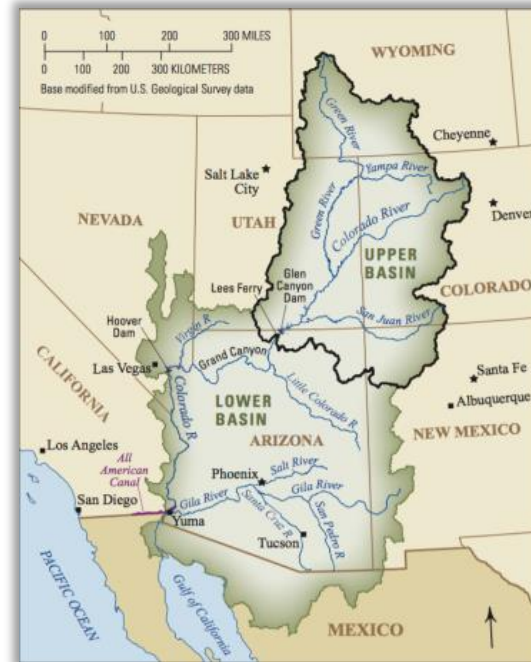 0 100 200 300 MILES
0 100 200 300 KILOMETERS
Base modified from U.S. Geological Survey data
WYOMING
Green River
Cheyenne
Yampa River
Salt Lake
City
Green River
Colorado River
Denver
NEVADA
UTAH
UPPER
BASIN
Glen
Canyon
Dam
Lees Ferry
COLORADO
San Juan River
Hoover
Dam
Virgin R
Las Vegas
Grand Canyon
Santa Fe
Albuquerque
CALIFORNIA
Colorado R
Little Colorado R
LOWER
BASIN
NEW MEXICO
ARIZONA
Los Angeles
All
American
Canal
Phoenix
Salt River
San Diego
Gila River
Gila River
Yuma
Santa Cruz R
San Pedro R
Tucson
PACIFIC OCEAN
Gulf of California
MEXICO